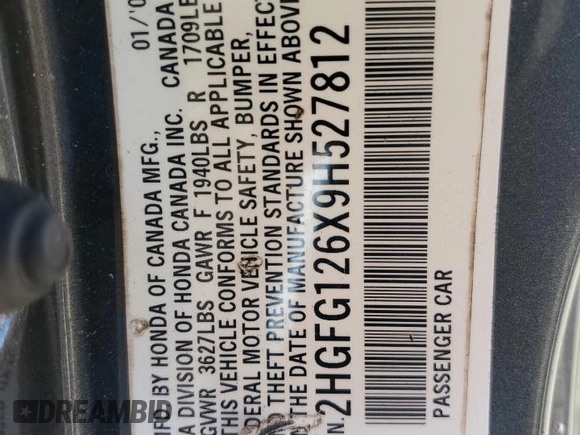 01/'0
MFD BY HONDA OF CANADA MFG.,
A DIVISION OF HONDA CANADA INC. CANADA
GVWR 3627LBS GAWR F 1940LBS R 1709LB
THIS VEHICLE CONFORMS TO ALL APPLICABLE
DERAL MOTOR VEHICLE SAFETY, BUMPER,
D THEFT PREVENTION STANDARDS IN EFFECT
THE DATE OF MANUFACTURE SHOWN ABOVE
N. 2HGFG126X9H527812
PASSENGER CAR
DREAMBID